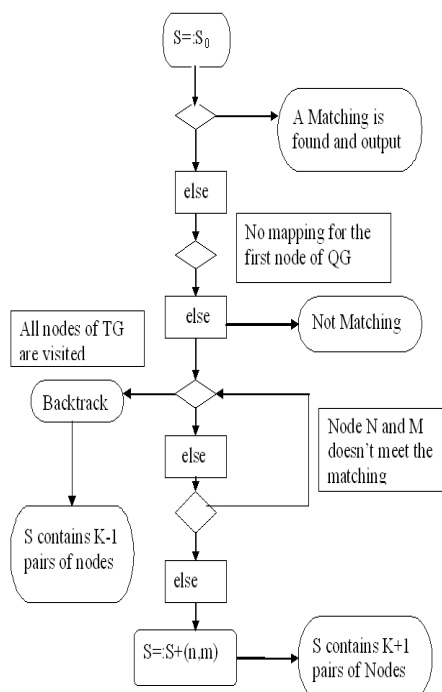 S=:S₀
A Matching is
found and output
else
No mapping for the
first node of QG
else
Not Matching
All nodes of TG
are visited
Backtrack
Node N and M
doesn't meet the
matching
else
S contains K-1
pairs of nodes
else
S=:S+(n,m)
S contains K+1
pairs of Nodes